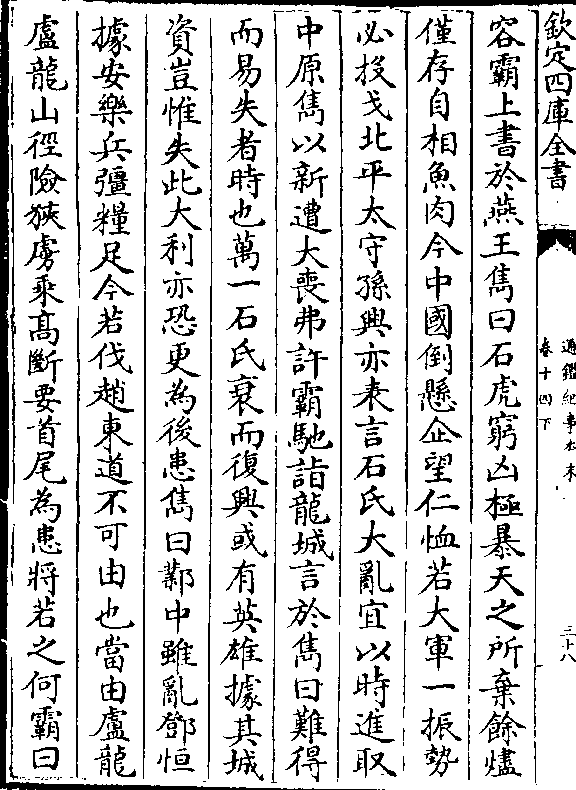 欽定四庫全書
通鑑紀事本末
卷十四下
三十八
容霸上書於燕王雋曰石虎窮凶極暴天之所棄餘燼
僅存自相魚肉今中國倒懸企望仁恤若大軍一振勢
必投戈北平太守孫興亦表言石氏大亂宜以時進取
中原雋以新遭大喪弗許霸馳詣龍城言於雋曰難得
而易失者時也萬一石氏衰而復興或有英雄據其城
資豈惟失此大利亦恐更為後患雋曰鄴中雖亂鄧恒
據安樂兵彊糧足今若伐趙東道不可由也當由盧龍
盧龍山徑險狹虜乗髙斷要首尾為患將若之何霸曰